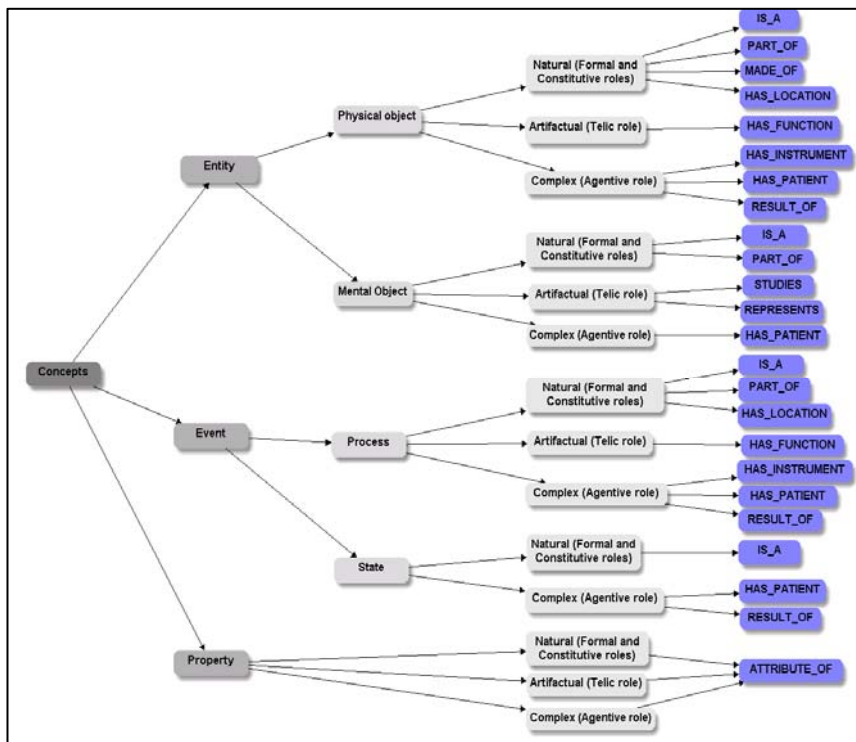 IS_A
PART_OF
Natural (Formal and
Constitutive roles)
MADE_OF
HAS_LOCATION
Physical object
Artifactual (Telic role)
HAS_FUNCTION
HAS_INSTRUMENT
Entity
Complex (Agentive role)
HAS_PATIENT
RESULT_OF
Natural (Formal and
Constitutive roles)
IS_A
PART_OF
Mental Object
Artifactual (Telic role)
STUDIES
REPRESENTS
Complex (Agentive role)
HAS_PATIENT
Concepts
IS_A
Natural (Formal and
Constitutive roles)
PART_OF
HAS_LOCATION
Event
Process
Artifactual (Telic role)
HAS_FUNCTION
HAS_INSTRUMENT
Complex (Agentive role)
HAS_PATIENT
RESULT_OF
Natural (Formal and
Constitutive roles)
IS_A
State
Complex (Agentive role)
HAS_PATIENT
RESULT_OF
Property
Natural (Formal and
Constitutive roles)
Artifactual (Telic role)
ATTRIBUTE_OF
Complex (Agentive role)